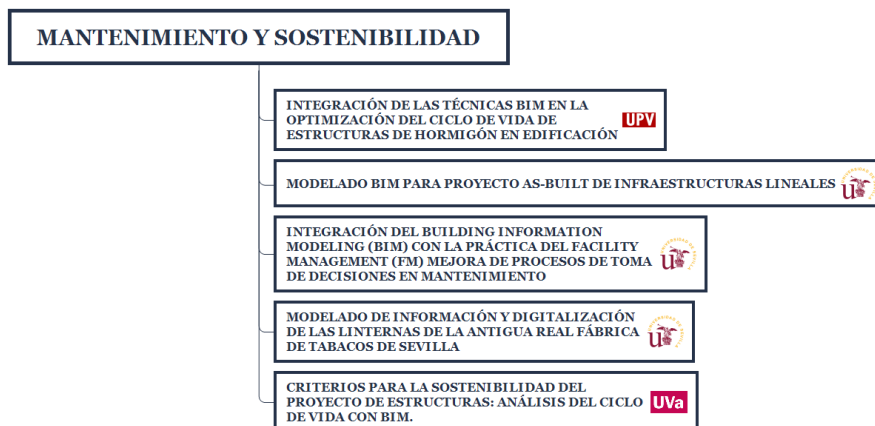 MANTENIMIENTO Y SOSTENIBILIDAD
INTEGRACIÓN DE LAS TÉCNICAS BIM EN LA
OPTIMIZACIÓN DEL CICLO DE VIDA DE
ESTRUCTURAS DE HORMIGÓN EN EDIFICACIÓN
UPV
MODELADO BIM PARA PROYECTO AS-BUILT DE INFRAESTRUCTURAS LINEALES
INTEGRACIÓN DEL BUILDING INFORMATION
MODELING (BIM) CON LA PRÁCTICA DEL FACILITY
MANAGEMENT (FM) MEJORA DE PROCESOS DE TOMA
DE DECISIONES EN MANTENIMIENTO
MODELADO DE INFORMACIÓN Y DIGITALIZACIÓN
DE LAS LINTERNAS DE LA ANTIGUA REAL FÁBRICA
DE TABACOS DE SEVILLA
CRITERIOS PARA LA SOSTENIBILIDAD DEL
PROYECTO DE ESTRUCTURAS: ANÁLISIS DEL CICLO
DE VIDA CON BIM.
UVa